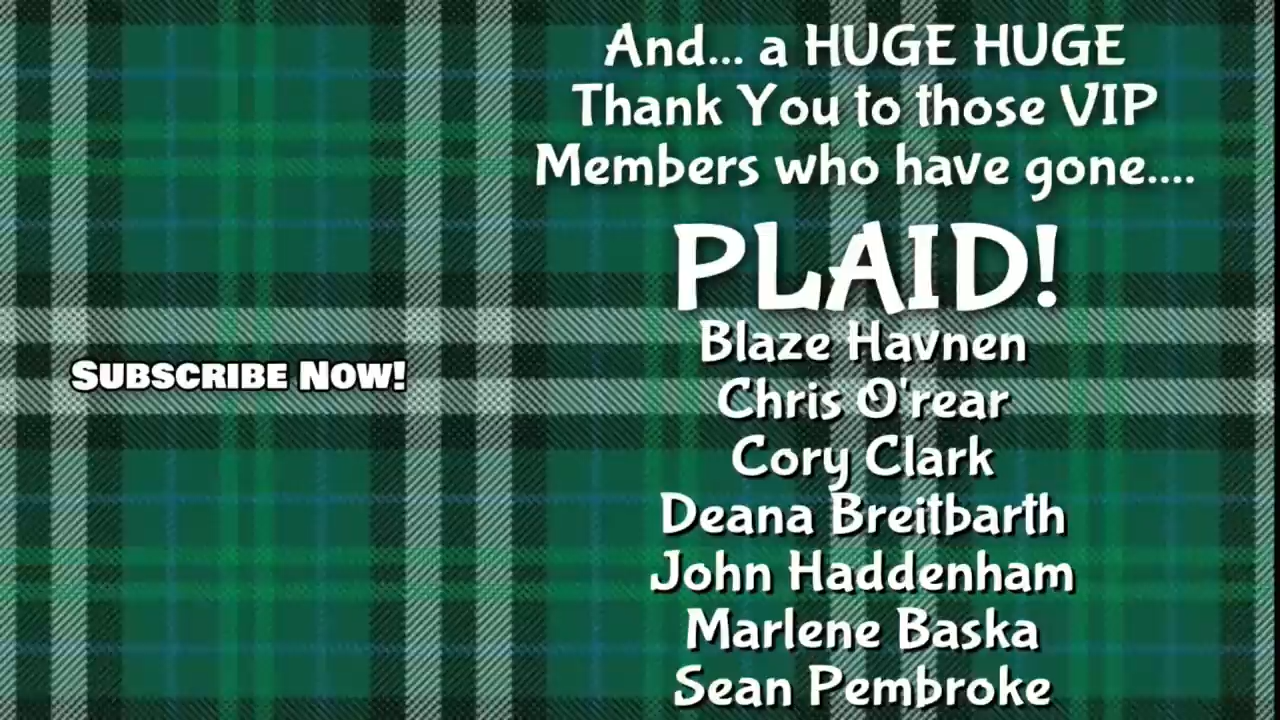 And... a HUGE HUGE
Thank You to those VIP
Members who have gone....
PLAID!
Blaze Havnen
Chris O'rear
Cory Clark
Deana Breitbarth
John Haddenham
Marlene Baska
Sean Pembroke
Subscribe Now!